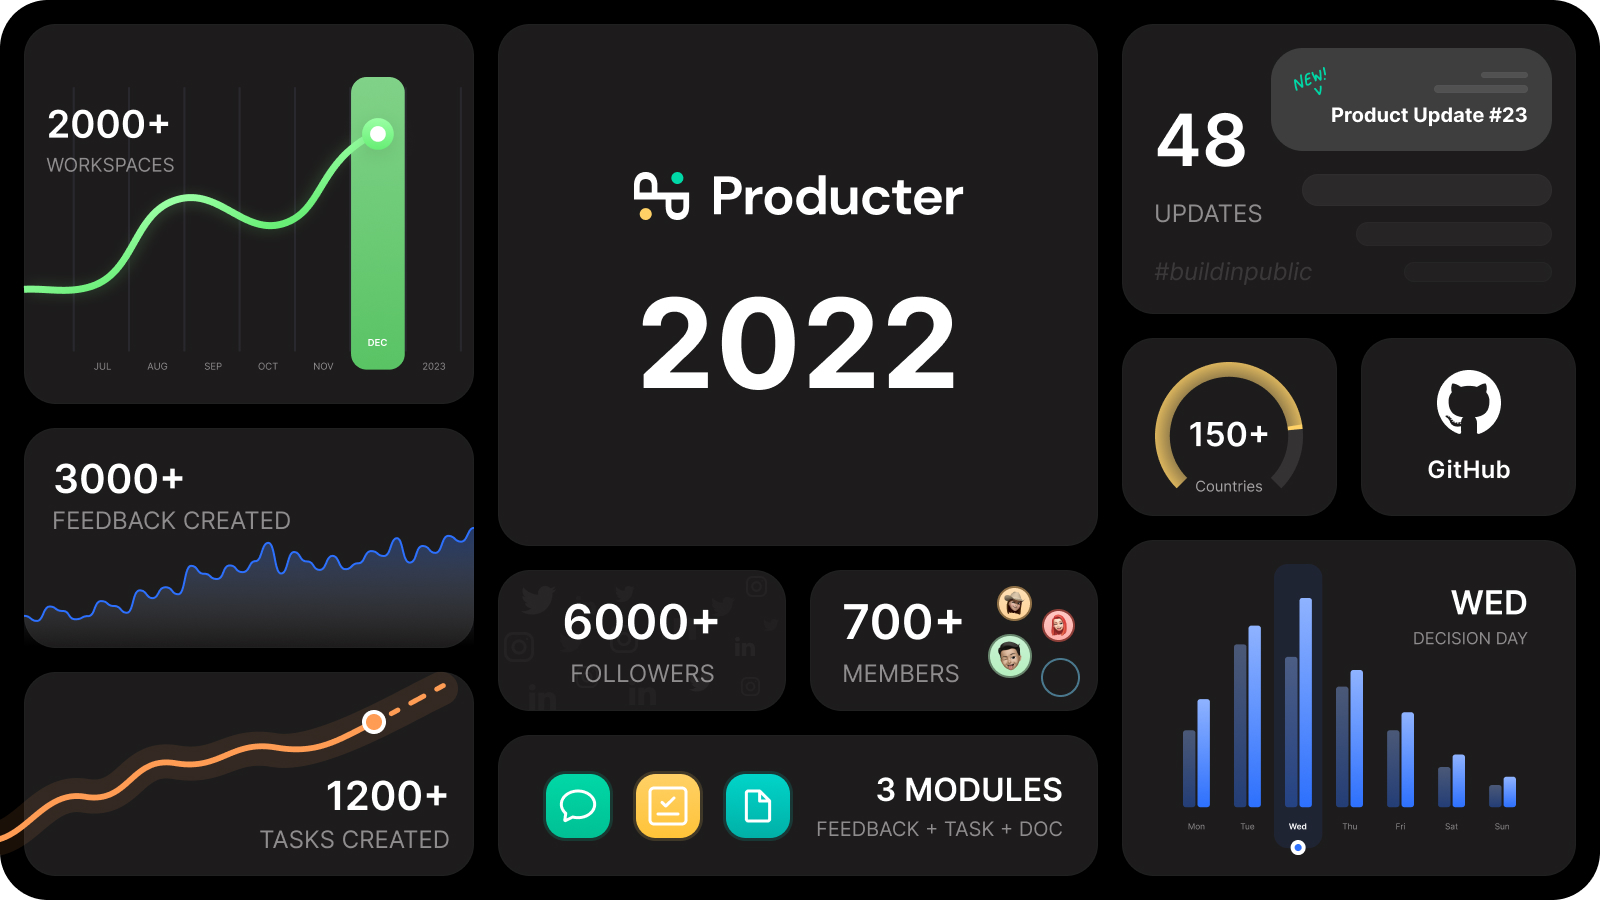 2000+
WORKSPACES
JUL AUG SEP OCT NOV DEC 2023
3000+
FEEDBACK CREATED
1200+
TASKS CREATED
Producter
2022
6000+
FOLLOWERS
700+
MEMBERS
3 MODULES
FEEDBACK + TASK + DOC
NEW!
Product Update #23
48
UPDATES
#buildinpublic
150+
Countries
GitHub
WED
DECISION DAY
Mon Tue Wed Thu Fri Sat Sun